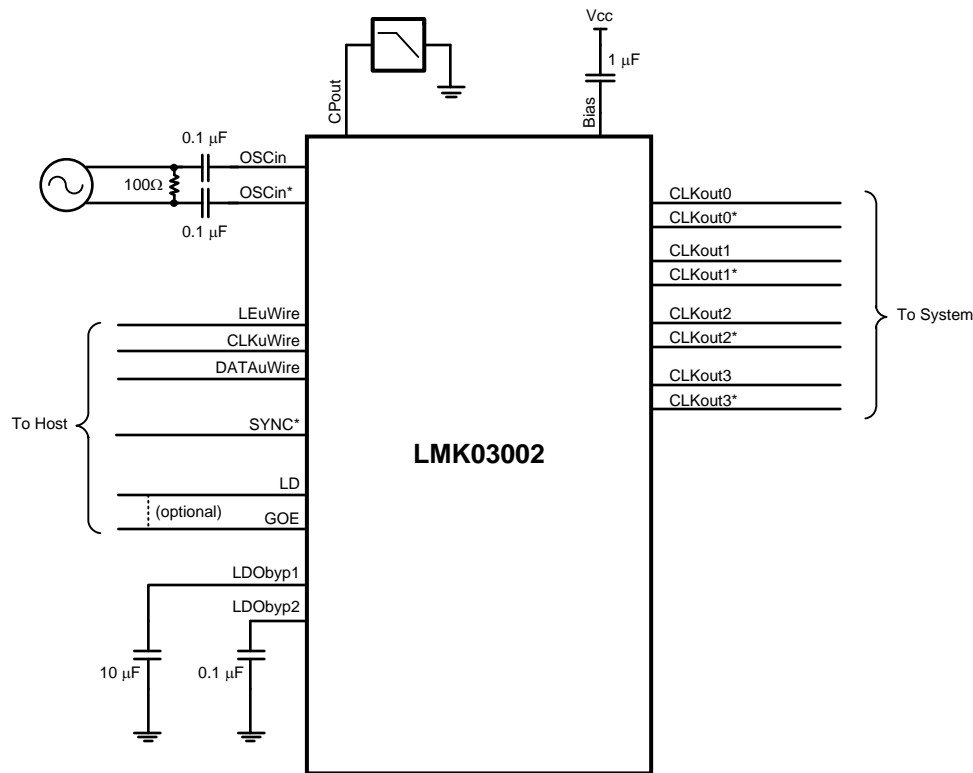 Vcc
1 μF
CPout
Bias
0.1 μF
OSCin
100Ω
OSCin*
0.1 μF
CLKout0
CLKout0*
CLKout1
CLKout1*
CLKout2
CLKout2*
CLKout3
CLKout3*
To System
LEuWire
CLKuWire
DATAuWire
To Host
SYNC*
LD
(optional)
GOE
LMK03002
LDObyp1
LDObyp2
10 μF
0.1 μF